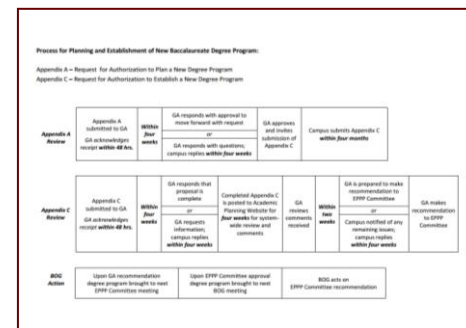 Process for Planning and Establishment of New Baccalaureate Degree Program:
Appendix A – Request for Authorization to Plan a New Degree Program
Appendix C – Request for Authorization to Establish a New Degree Program
Appendix A
Review
Appendix A
submitted to GA
GA acknowledges
receipt within 48 hrs.
Within
four
weeks
GA responds with approval to
move forward with request
or
GA responds with questions;
campus replies within four weeks
GA approves
and invites
submission of
Appendix C
Campus submits Appendix C
within four months
Appendix C
Review
Appendix C
submitted to GA
GA acknowledges
receipt within 48 hrs.
Within
four
weeks
GA responds that
proposal is
complete
or
GA requests
information;
campus replies
within four weeks
Completed Appendix C
is posted to Academic
Planning Website for
four weeks for system-
wide review and
comments
GA
reviews
comments
received
Within
two
weeks
GA is prepared to make
recommendation to
EPPP Committee
or
Campus notified of any
remaining issues;
campus replies
within four weeks
GA makes
recommendation
to EPPP
Committee
BOG
Action
Upon GA recommendation
degree program brought to next
EPPP Committee meeting
Upon EPPP Committee approval
degree program brought to next
BOG meeting
BOG acts on
EPPP Committee recommendation